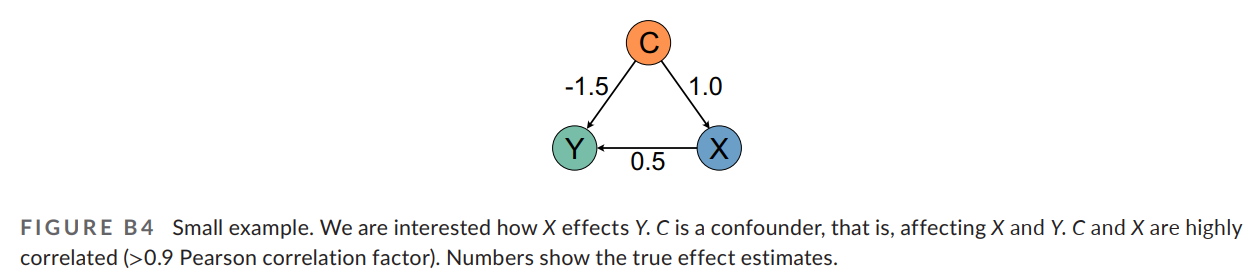 C
-1.5
1.0
Y
X
0.5
FIGURE B4 Small example. We are interested how X effects Y. C is a confounder, that is, affecting X and Y. C and X are highly
correlated (>0.9 Pearson correlation factor). Numbers show the true effect estimates.